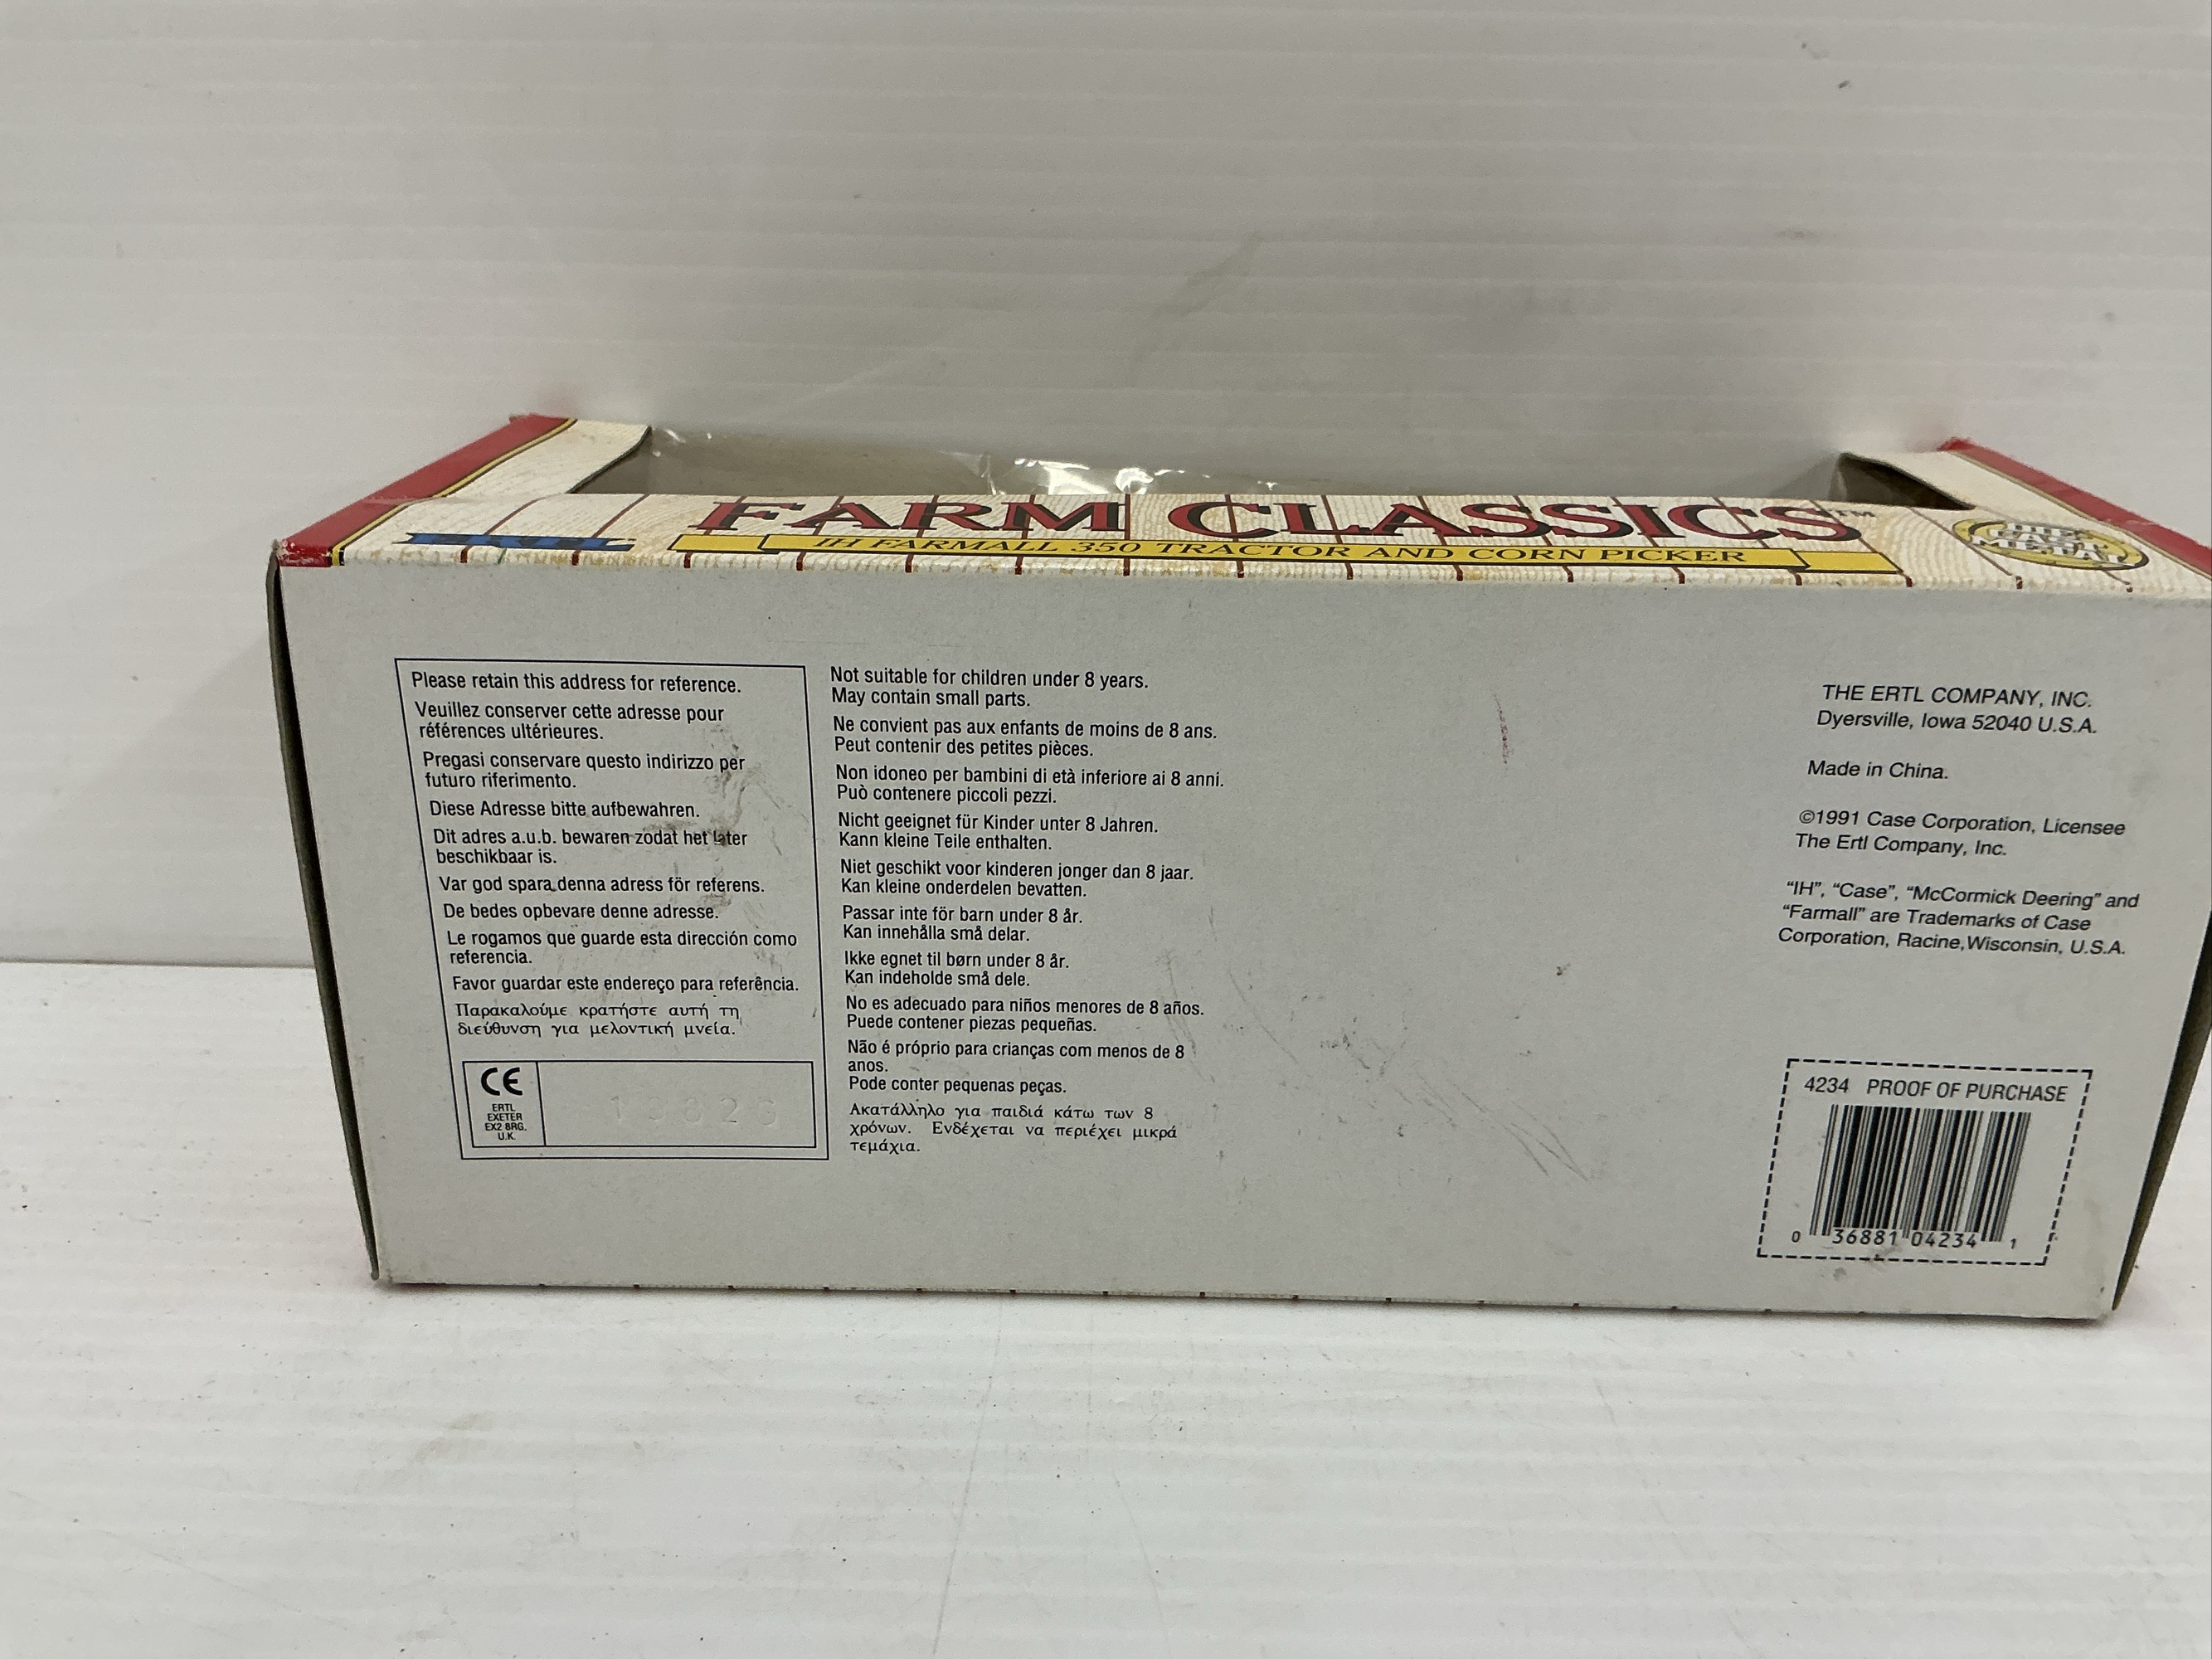 FARM CLASSICS™
ERTL
IH FARMALL 350 TRACTOR AND CORN PICKER
DIE CAST METAL
Please retain this address for reference.
Veuillez conserver cette adresse pour
références ultérieures.
Pregasi conservare questo indirizzo per
futuro riferimento.
Diese Adresse bitte aufbewahren.
Dit adres a.u.b. bewaren zodat het later
beschikbaar is.
Var god spara denna adress för referens.
De bedes opbevare denne adresse.
Le rogamos que guarde esta dirección como
referencia.
Favor guardar este endereço para referência.
Παρακαλούμε κρατήστε αυτή τη
διεύθυνση για μελοντική μνεία.
CE
ERTL
EXETER
EX2 8RG.
U.K.
Not suitable for children under 8 years.
May contain small parts.
Ne convient pas aux enfants de moins de 8 ans.
Peut contenir des petites pièces.
Non idoneo per bambini di età inferiore ai 8 anni.
Può contenere piccoli pezzi.
Nicht geeignet für Kinder unter 8 Jahren.
Kann kleine Teile enthalten.
Niet geschikt voor kinderen jonger dan 8 jaar.
Kan kleine onderdelen bevatten.
Passar inte för barn under 8 år.
Kan innehålla små delar.
Ikke egnet til børn under 8 år.
Kan indeholde små dele.
No es adecuado para niños menores de 8 años.
Puede contener piezas pequeñas.
Não é próprio para crianças com menos de 8
anos.
Pode conter pequenas peças.
Ακατάλληλο για παιδιά κάτω των 8
χρόνων. Ενδέχεται να περιέχει μικρά
τεμάχια.
THE ERTL COMPANY, INC.
Dyersville, Iowa 52040 U.S.A.
Made in China.
©1991 Case Corporation, Licensee
The Ertl Company, Inc.
“IH”, “Case”, “McCormick Deering” and
“Farmall” are Trademarks of Case
Corporation, Racine, Wisconsin, U.S.A.
4234 PROOF OF PURCHASE
0 36881 04234 1